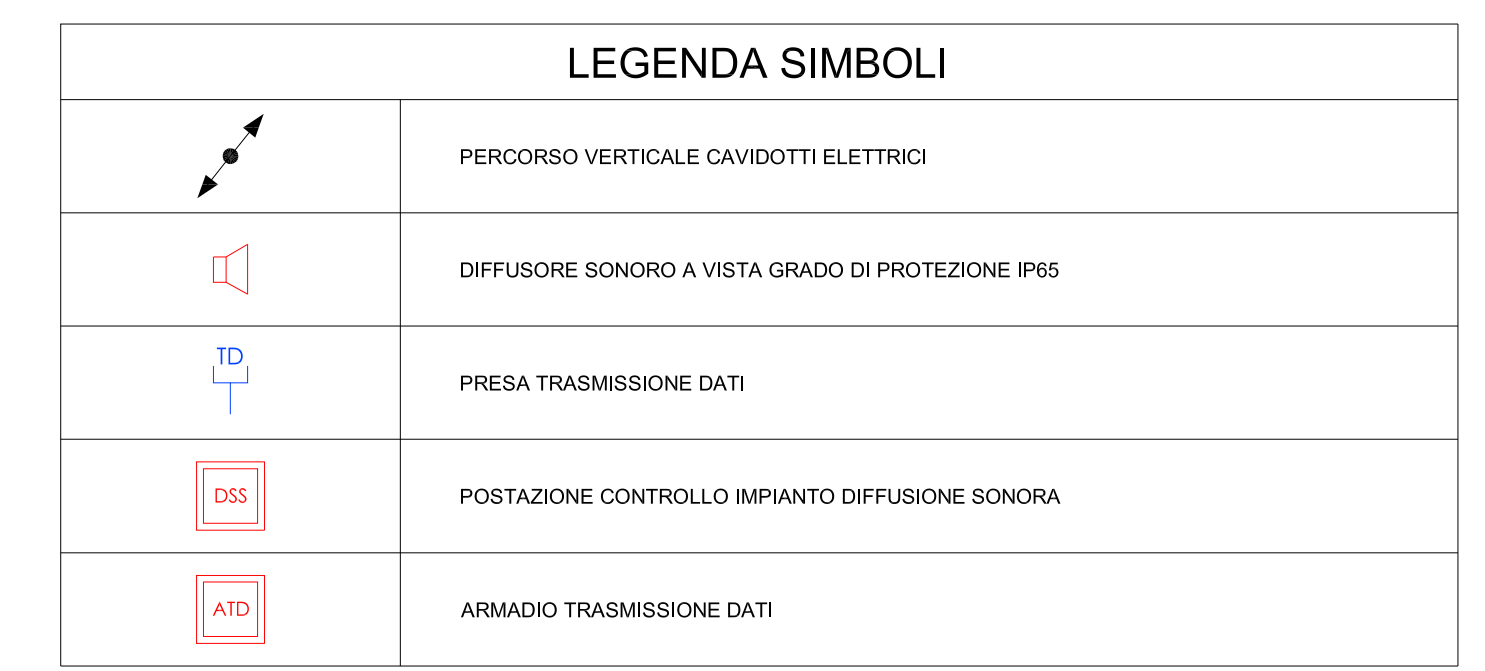 LEGENDA SIMBOLI
PERCORSO VERTICALE CAVIDOTTI ELETTRICI
DIFFUSORE SONORO A VISTA GRADO DI PROTEZIONE IP65
TD
PRESA TRASMISSIONE DATI
DSS
POSTAZIONE CONTROLLO IMPIANTO DIFFUSIONE SONORA
ATD
ARMADIO TRASMISSIONE DATI